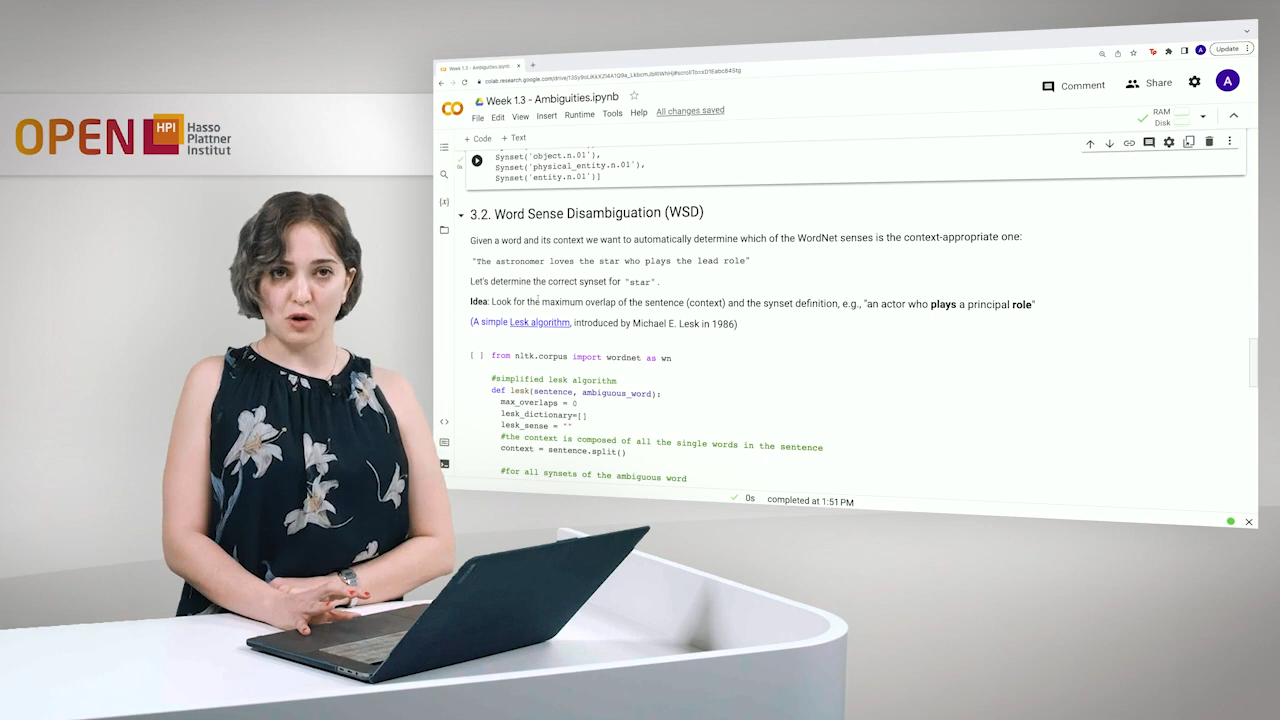 OPEN HPI Hasso
Plattner
Institut
Week 1.3 - Ambiguities.ipynb
Update
Week 1.3 - Ambiguities.ipynb
Comment
Share
A
File Edit View Insert Runtime Tools Help All changes saved
RAM
Disk
+ Code + Text
Synset('object.n.01'),
Synset('physical_entity.n.01'),
Synset('entity.n.01')]
3.2. Word Sense Disambiguation (WSD)
Given a word and its context we want to automatically determine which of the WordNet senses is the context-appropriate one:
"The astronomer loves the star who plays the lead role"
Let's determine the correct synset for "star".
Idea: Look for the maximum overlap of the sentence (context) and the synset definition, e.g., "an actor who plays a principal role"
(A simple Lesk algorithm, introduced by Michael E. Lesk in 1986)
[ ] from nltk.corpus import wordnet as wn
#simplified lesk algorithm
def lesk(sentence, ambiguous_word):
max_overlaps = 0
lesk_dictionary=[]
lesk_sense = ""
#the context is composed of all the single words in the sentence
context = sentence.split()
#for all synsets of the ambiguous word
0s completed at 1:51 PM